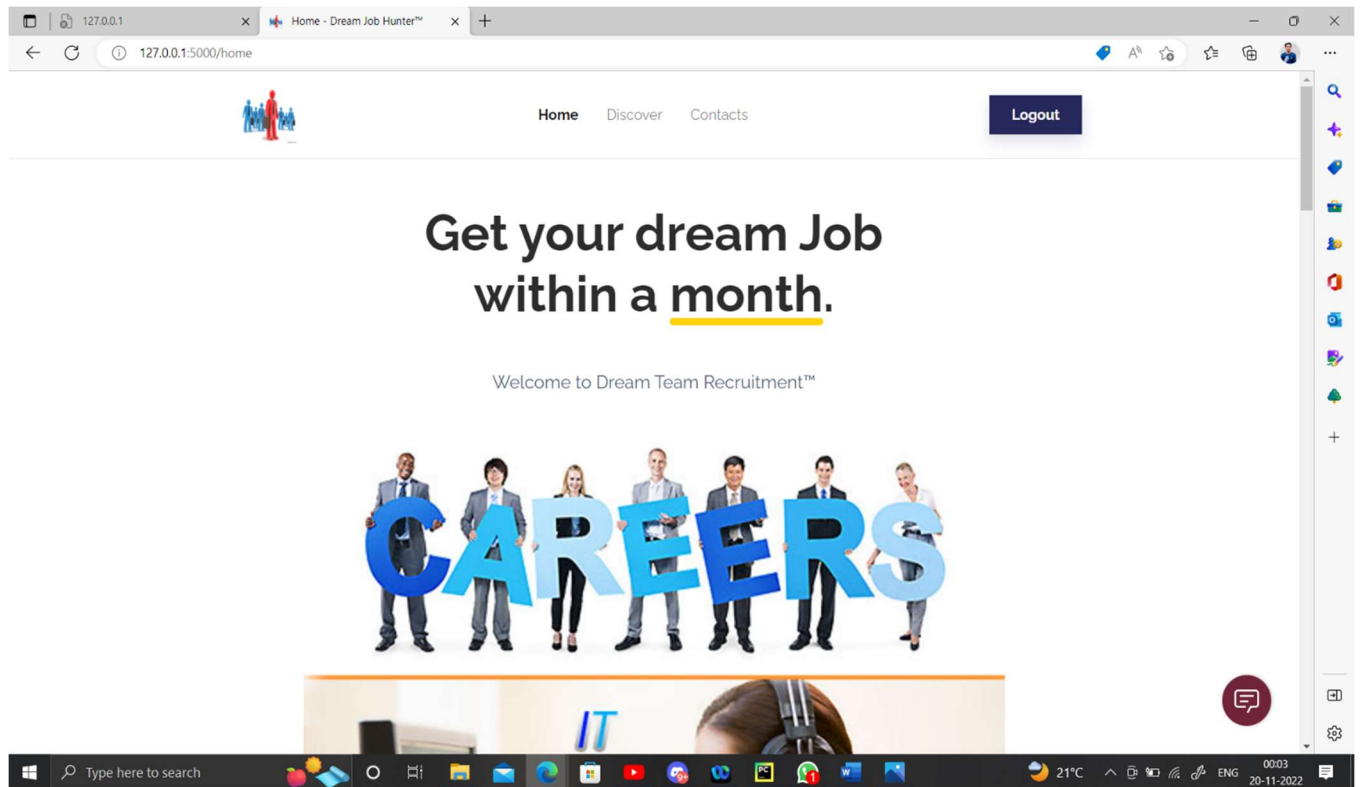 127.0.0.1
Home - Dream Job Hunter™
127.0.0.1:5000/home
Home Discover Contacts
Logout
Get your dream Job
within a month.
Welcome to Dream Team Recruitment™
CAREERS
IT
Type here to search
21°C
ENG
00:03
20-11-2022